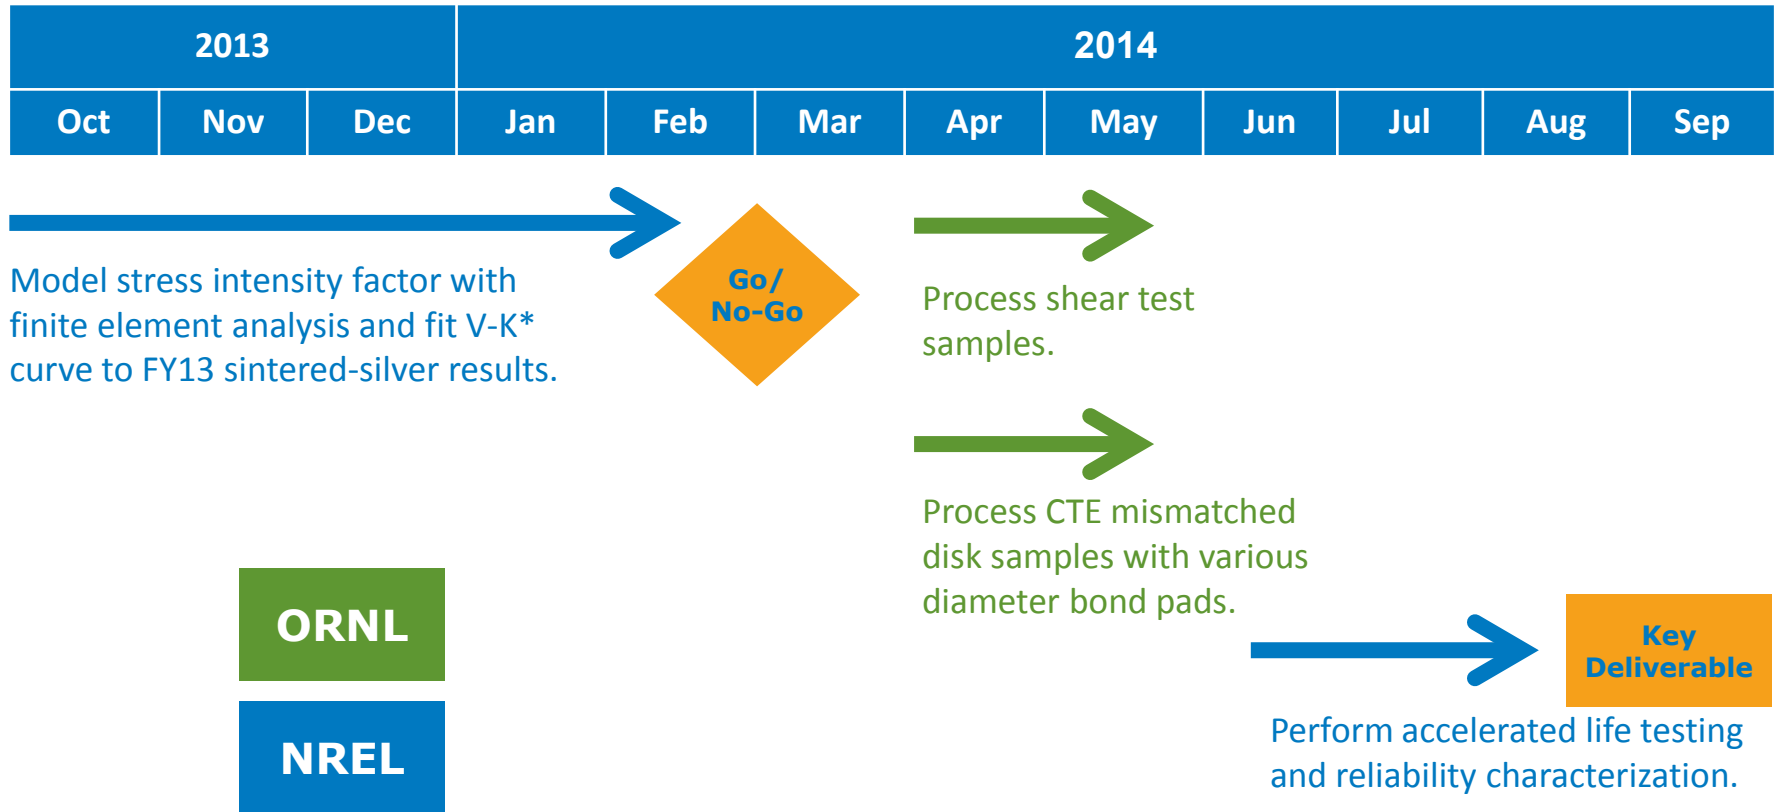 2013 2014
Oct Nov Dec Jan Feb Mar Apr May Jun Jul Aug Sep
Model stress intensity factor with
finite element analysis and fit V-K*
curve to FY13 sintered-silver results.
Go/
No-Go
Process shear test
samples.
Process CTE mismatched
disk samples with various
diameter bond pads.
ORNL
NREL
Key
Deliverable
Perform accelerated life testing
and reliability characterization.